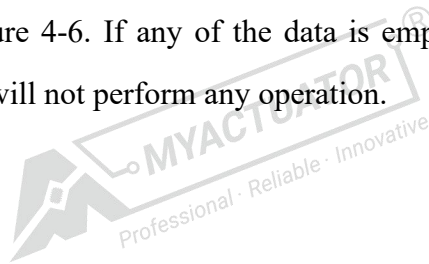 ure 4-6. If any of the data is emp
will not perform any operation.
MYACTUATOR®
Professional · Reliable · Innovative